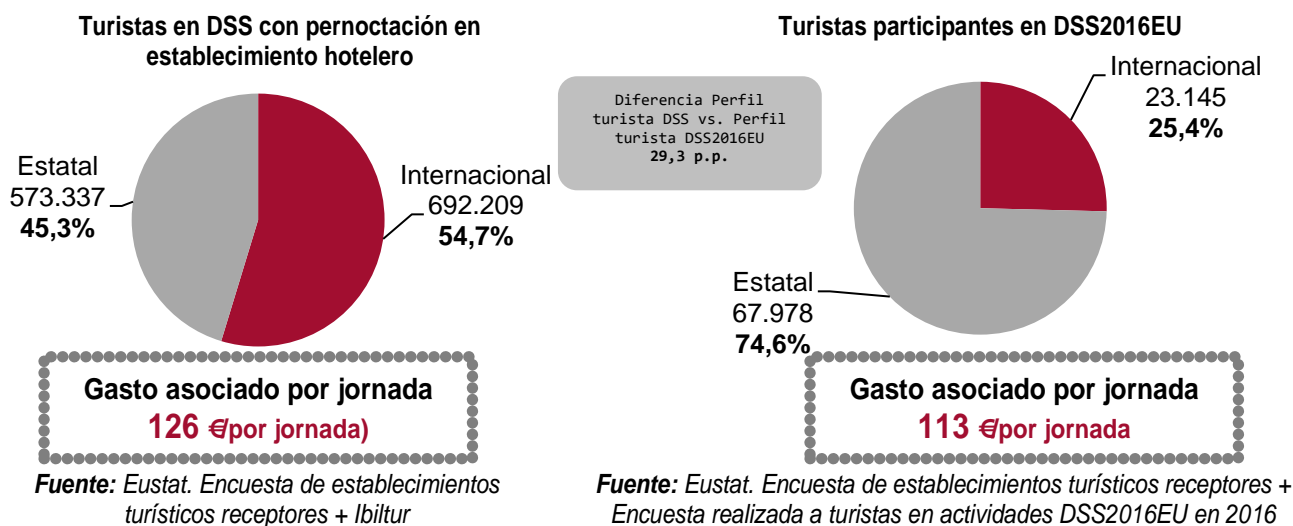 Turistas en DSS con pernoctación en
establecimiento hotelero
Estatal
573.337
45,3%
Internacional
692.209
54,7%
Gasto asociado por jornada
126 €/por jornada)
Fuente: Eustat. Encuesta de establecimientos
turísticos receptores + Ibiltur
Diferencia Perfil
turista DSS vs. Perfil
turista DSS2016EU
29,3 p.p.
Turistas participantes en DSS2016EU
Internacional
23.145
25,4%
Estatal
67.978
74,6%
Gasto asociado por jornada
113 €/por jornada
Fuente: Eustat. Encuesta de establecimientos turísticos receptores +
Encuesta realizada a turistas en actividades DSS2016EU en 2016